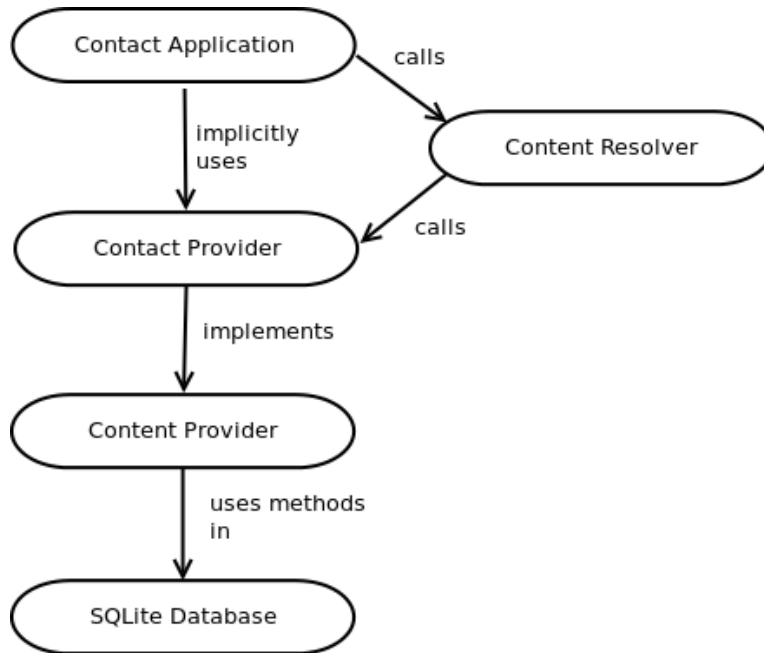 Contact Application
calls
implicitly
uses
Content Resolver
calls
Contact Provider
implements
Content Provider
uses methods
in
SQLite Database